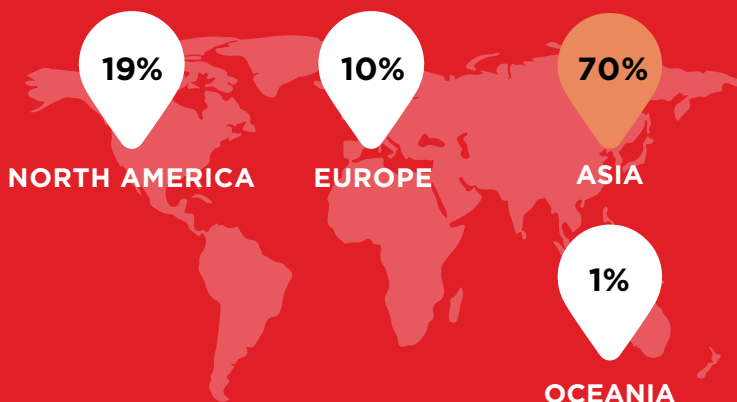 19%
NORTH AMERICA
10%
EUROPE
70%
ASIA
1%
OCEANIA